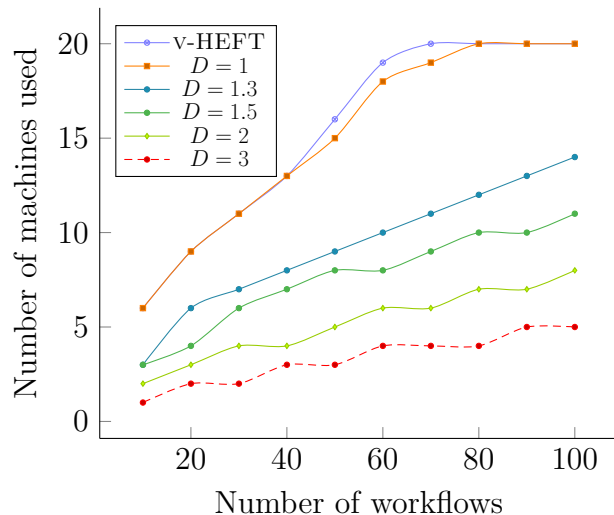 Number of machines used
20
15
10
5
0
v-HEFT
D = 1
D = 1.3
D = 1.5
D = 2
D = 3
20 40 60 80 100
Number of workflows